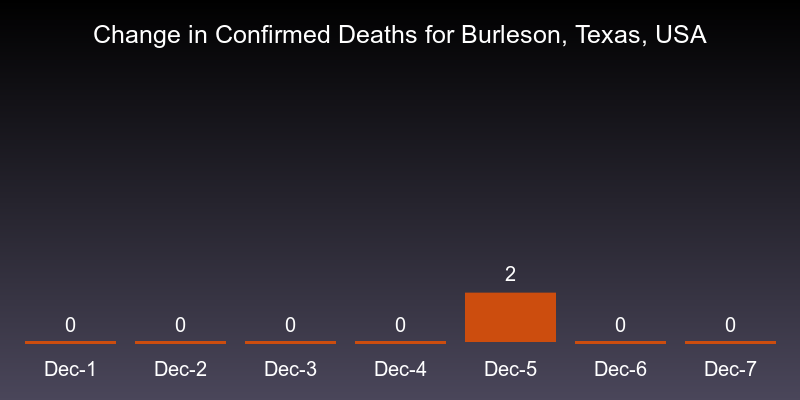 Change in Confirmed Deaths for Burleson, Texas, USA
2
0 0 0 0 0 0
Dec-1 Dec-2 Dec-3 Dec-4 Dec-5 Dec-6 Dec-7